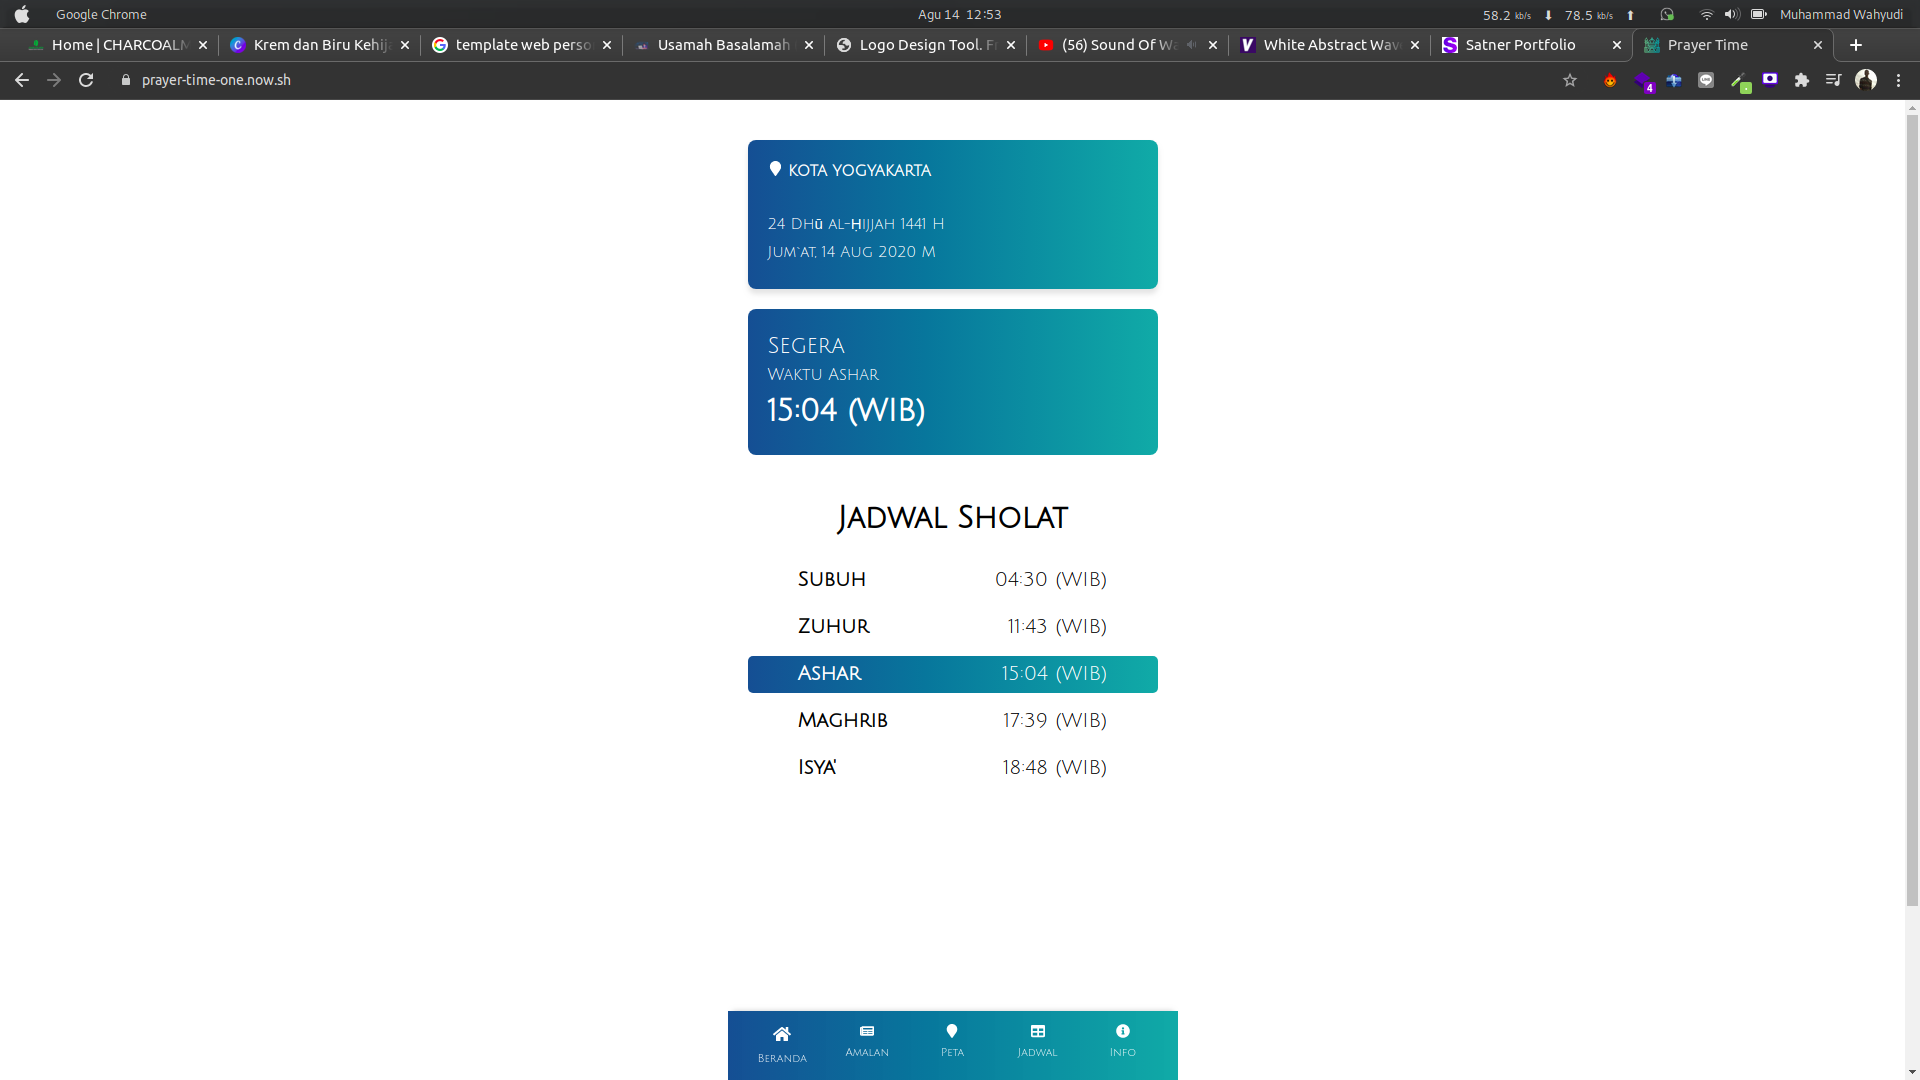 Google Chrome
Agu 14 12:53
58.2 kb/s 78.5 kb/s
Muhammad Wahyudi
Home | CHARCOALM
Krem dan Biru Kehij
template web perso
Usamah Basalamah
Logo Design Tool. Fr
(56) Sound Of Wa
White Abstract Wav
Satner Portfolio
Prayer Time
prayer-time-one.now.sh
4
KOTA YOGYAKARTA
24 Dhū al-Ḥijjah 1441 H
Jum`at, 14 Aug 2020 M
Segera
Waktu Ashar
15:04 (WIB)
Jadwal Sholat
Subuh 04:30 (WIB)
Zuhur 11:43 (WIB)
Ashar 15:04 (WIB)
Maghrib 17:39 (WIB)
Isya' 18:48 (WIB)
Beranda
Amalan
Peta
Jadwal
Info